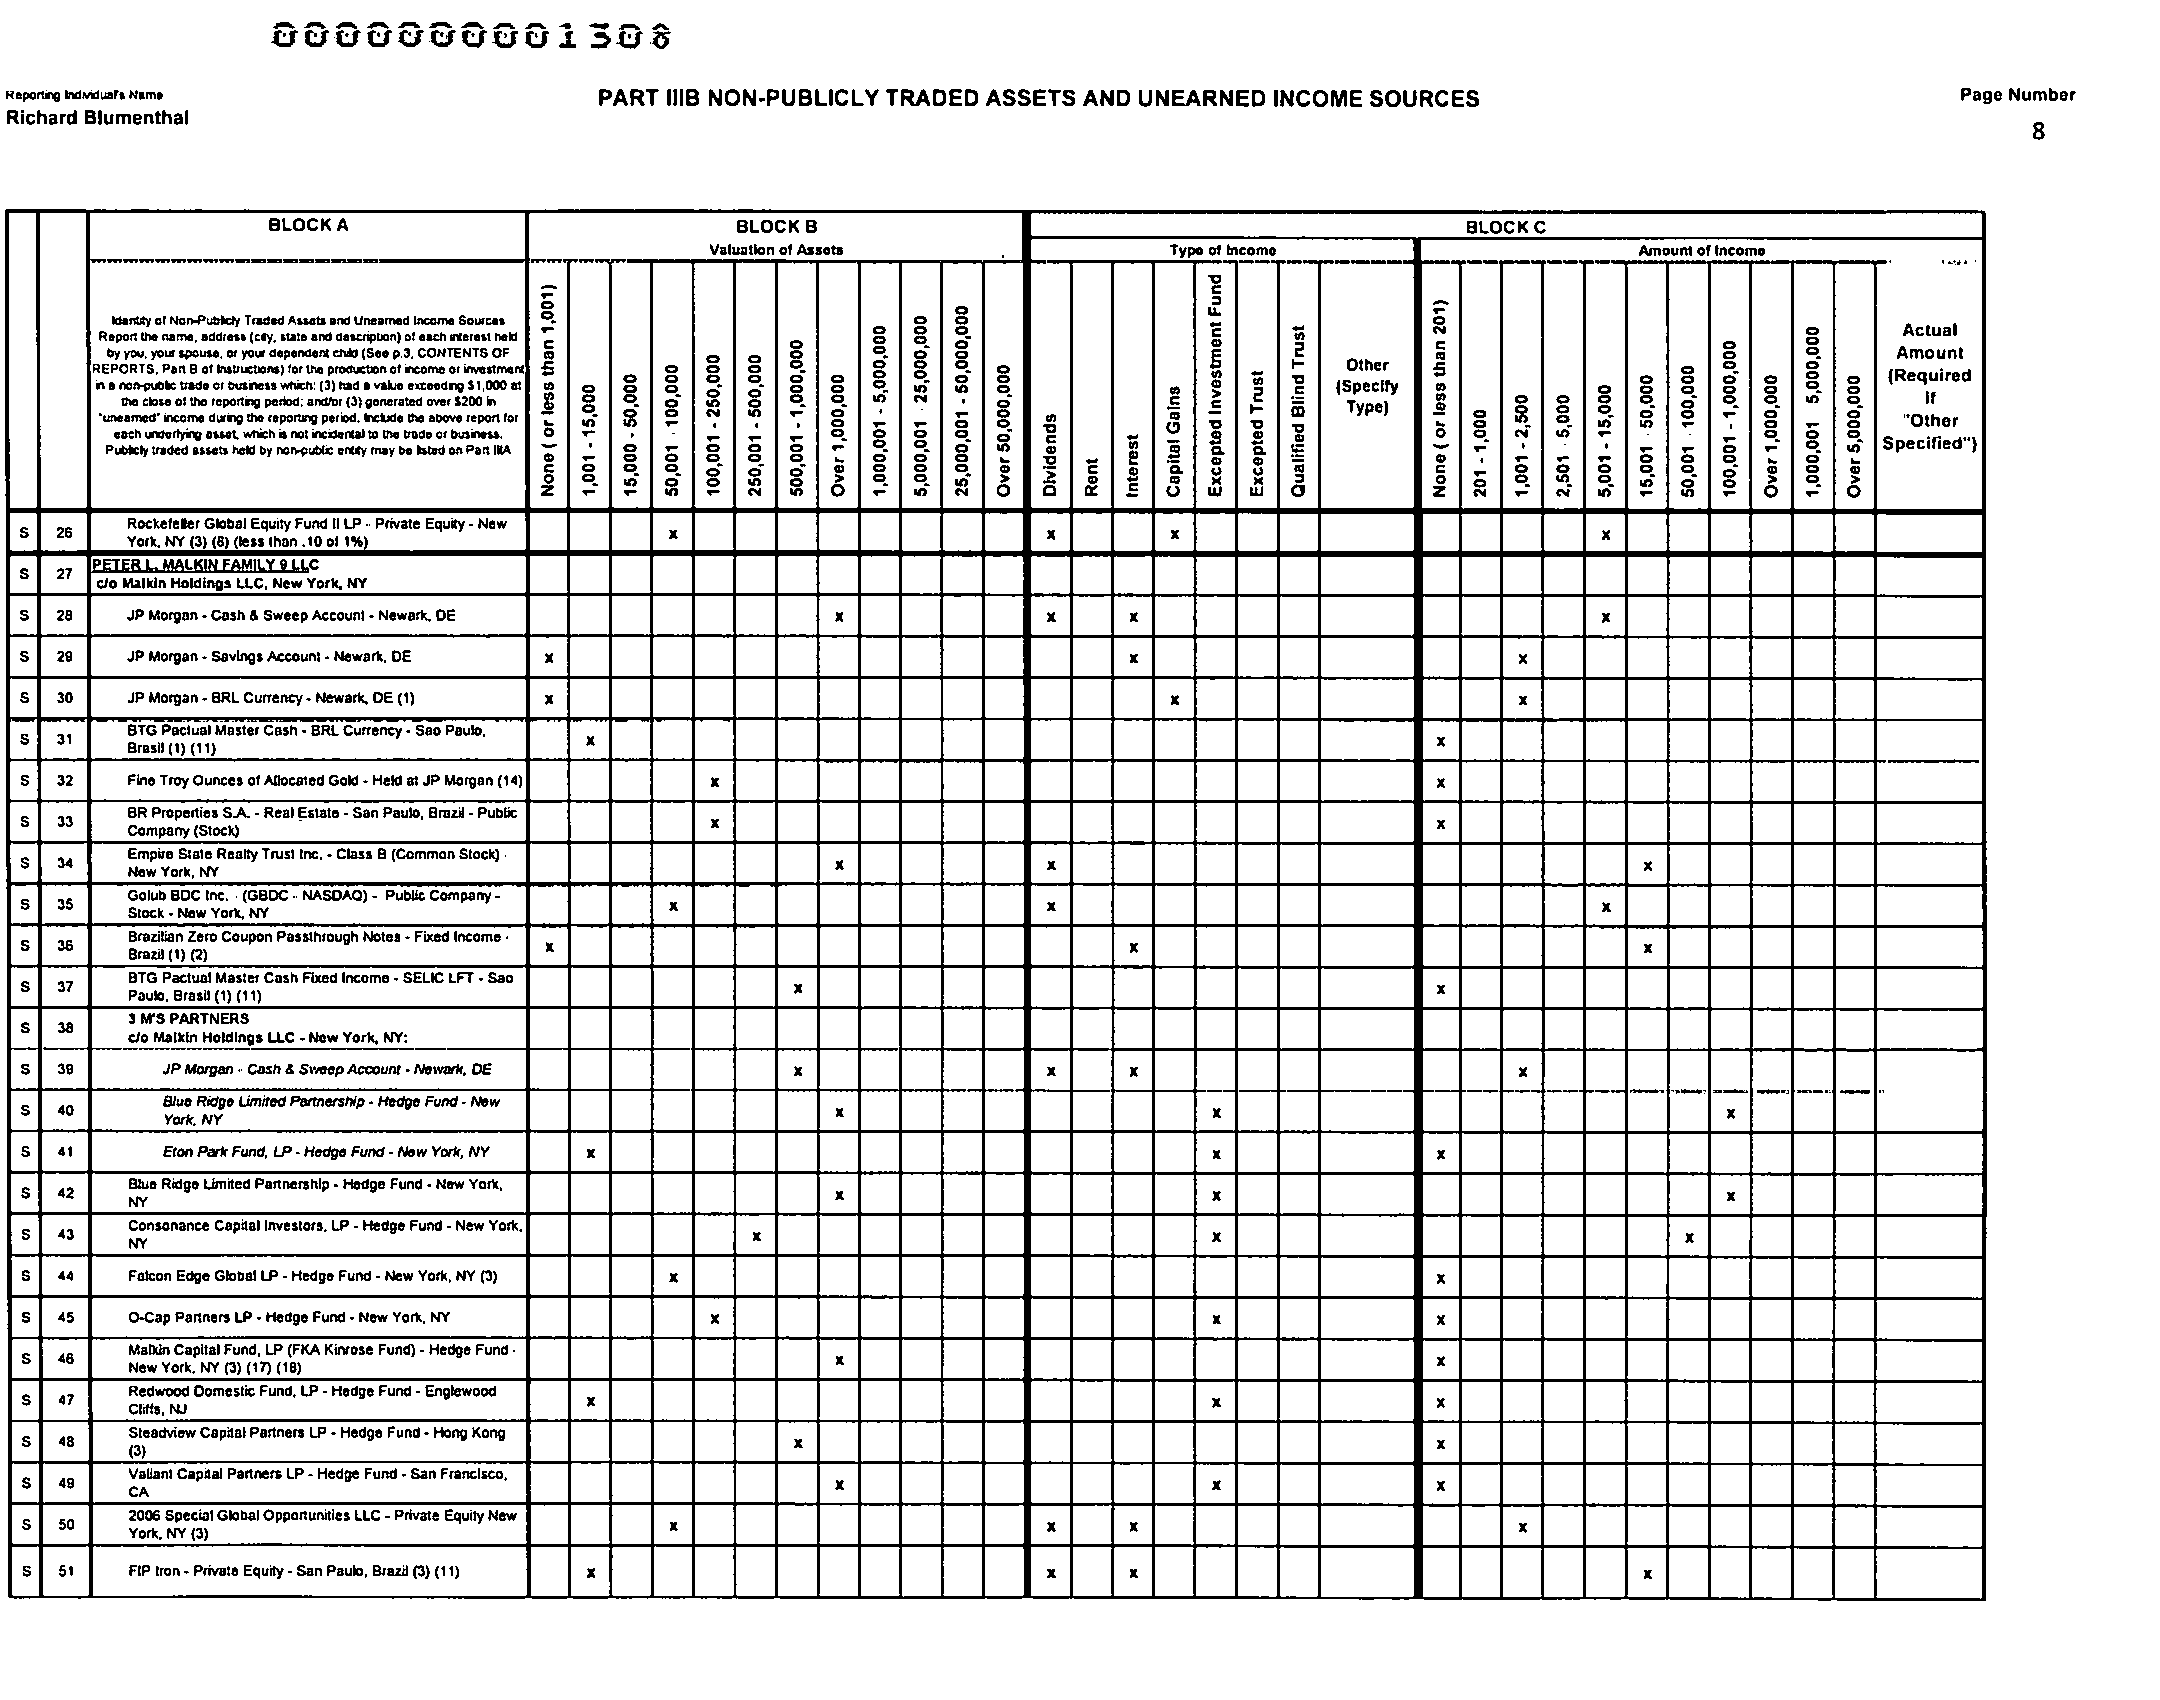 000000001308
Reporting Individual's Name
Richard Blumenthal
PART IIIB NON-PUBLICLY TRADED ASSETS AND UNEARNED INCOME SOURCES
Page Number
8
BLOCK A
BLOCK B
BLOCK C
Valuation of Assets
Type of Income
Amount of Income
Identity of Non-Publicly Traded Assets and Unearned Income Sources
Report the name, address (city, state and description) of each interest held
by you, your spouse, or your dependent child (See p.3, CONTENTS OF
REPORTS, Part B of Instructions) for the production of income or investment
in a non-public trade or business which: (3) had a value exceeding $1,000 at
the close of the reporting period; and/or (3) generated over $200 in
"unearned" income during the reporting period. Include the above report for
each underlying asset, which is not incidental to the trade or business.
Publicly traded assets held by non-public entity may be listed on Part IIIA
None ( or less than 1,001)
1,001 - 15,000
15,000 - 50,000
50,001 - 100,000
100,001 - 250,000
250,001 - 500,000
500,001 - 1,000,000
Over 1,000,000
1,000,001 - 5,000,000
5,000,001 - 25,000,000
25,000,001 - 50,000,000
Over 50,000,000
Dividends
Rent
Interest
Capital Gains
Excepted Investment Fund
Excepted Trust
Qualified Blind Trust
Other
(Specify
Type)
None ( or less than 201)
201 - 1,000
1,001 - 2,500
2,501 - 5,000
5,001 - 15,000
15,001 - 50,000
50,001 - 100,000
100,001 - 1,000,000
Over 1,000,000
1,000,001 5,000,000
Over 5,000,000
Actual
Amount
(Required
If
"Other
Specified")
S 26 Rockefeller Global Equity Fund II LP - Private Equity - New
York, NY (3) (8) (less than .10 of 1%) x x x x
S 27 PETER L. MALKIN FAMILY 9 LLC
c/o Malkin Holdings LLC, New York, NY
S 28 JP Morgan - Cash & Sweep Account - Newark, DE x x x x
S 29 JP Morgan - Savings Account - Newark, DE x x x
S 30 JP Morgan - BRL Currency - Newark, DE (1) x x x
S 31 BTG Pactual Master Cash - BRL Currency - Sao Paulo,
Brasil (1) (11) x x
S 32 Fine Troy Ounces of Allocated Gold - Held at JP Morgan (14) x x
S 33 BR Properties S.A. - Real Estate - San Paulo, Brazil - Public
Company (Stock) x x
S 34 Empire State Realty Trust Inc. - Class B (Common Stock) -
New York, NY x x x
S 35 Golub BDC Inc. - (GBDC - NASDAQ) - Public Company -
Stock - New York, NY x x x
S 36 Brazilian Zero Coupon Passthrough Notes - Fixed Income -
Brazil (1) (2) x x x
S 37 BTG Pactual Master Cash Fixed Income - SELIC LFT - Sao
Paulo, Brasil (1) (11) x x
S 38 3 M'S PARTNERS
c/o Malkin Holdings LLC - New York, NY:
S 39 JP Morgan - Cash & Sweep Account - Newark, DE x x x x
S 40 Blue Ridge Limited Partnership - Hedge Fund - New
York, NY x x x
S 41 Eton Park Fund, LP - Hedge Fund - New York, NY x x x
S 42 Blue Ridge Limited Partnership - Hedge Fund - New York,
NY x x x
S 43 Consonance Capital Investors, LP - Hedge Fund - New York,
NY x x x
S 44 Falcon Edge Global LP - Hedge Fund - New York, NY (3) x x
S 45 O-Cap Partners LP - Hedge Fund - New York, NY x x x
S 46 Malkin Capital Fund, LP (FKA Kinrose Fund) - Hedge Fund -
New York, NY (3) (17) (18) x x
S 47 Redwood Domestic Fund, LP - Hedge Fund - Englewood
Cliffs, NJ x x x
S 48 Steadview Capital Partners LP - Hedge Fund - Hong Kong
(3) x x
S 49 Valiant Capital Partners LP - Hedge Fund - San Francisco,
CA x x x
S 50 2006 Special Global Opportunities LLC - Private Equity New
York, NY (3) x x x x
S 51 FIP Iron - Private Equity - San Paulo, Brazil (3) (11) x x x x